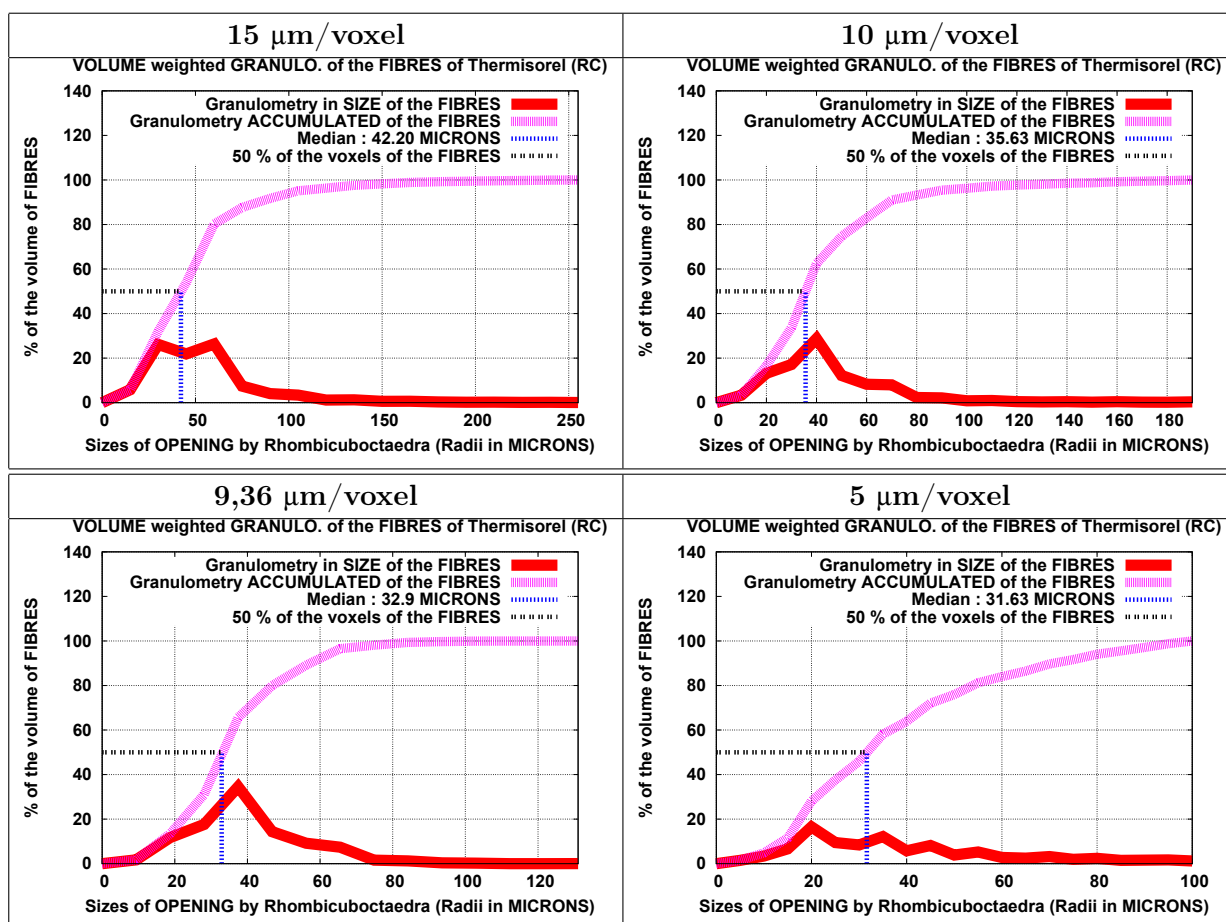 15 µm/voxel
VOLUME weighted GRANULO. of the FIBRES of Thermisorel (RC)
140
120
100
80
60
40
20
0
% of the volume of FIBRES
Granulometry in SIZE of the FIBRES
Granulometry ACCUMULATED of the FIBRES
Median : 42.20 MICRONS
50 % of the voxels of the FIBRES
0 50 100 150 200 250
Sizes of OPENING by Rhombicuboctaedra (Radii in MICRONS)
10 µm/voxel
VOLUME weighted GRANULO. of the FIBRES of Thermisorel (RC)
140
120
100
80
60
40
20
0
% of the volume of FIBRES
Granulometry in SIZE of the FIBRES
Granulometry ACCUMULATED of the FIBRES
Median : 35.63 MICRONS
50 % of the voxels of the FIBRES
0 20 40 60 80 100 120 140 160 180
Sizes of OPENING by Rhombicuboctaedra (Radii in MICRONS)
9,36 µm/voxel
VOLUME weighted GRANULO. of the FIBRES of Thermisorel (RC)
140
120
100
80
60
40
20
0
% of the volume of FIBRES
Granulometry in SIZE of the FIBRES
Granulometry ACCUMULATED of the FIBRES
Median : 32.9 MICRONS
50 % of the voxels of the FIBRES
0 20 40 60 80 100 120
Sizes of OPENING by Rhombicuboctaedra (Radii in MICRONS)
5 µm/voxel
VOLUME weighted GRANULO. of the FIBRES of Thermisorel (RC)
140
120
100
80
60
40
20
0
% of the volume of FIBRES
Granulometry in SIZE of the FIBRES
Granulometry ACCUMULATED of the FIBRES
Median : 31.63 MICRONS
50 % of the voxels of the FIBRES
0 20 40 60 80 100
Sizes of OPENING by Rhombicuboctaedra (Radii in MICRONS)